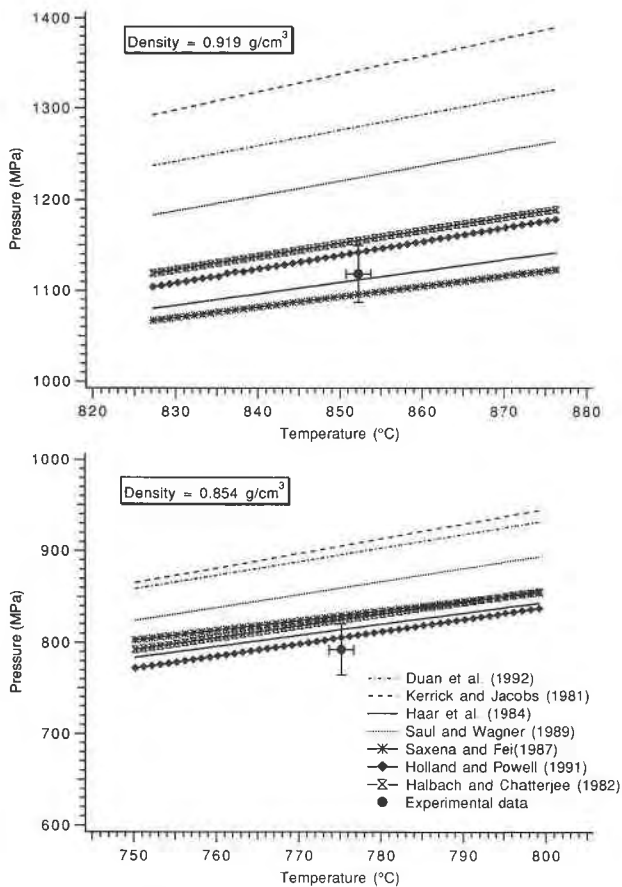 Density = 0.919 g/cm³
1400
1300
1200
1100
1000
Pressure (MPa)
820 830 840 850 860 870 880
Temperature (°C)
Density = 0.854 g/cm³
1000
900
800
700
600
Pressure (MPa)
Duan et al. (1992)
Kerrick and Jacobs (1981)
Haar et al. (1984)
Saul and Wagner (1989)
Saxena and Fei(1987)
Holland and Powell (1991)
Halbach and Chatterjee (1982)
Experimental data
750 760 770 780 790 800
Temperature (°C)